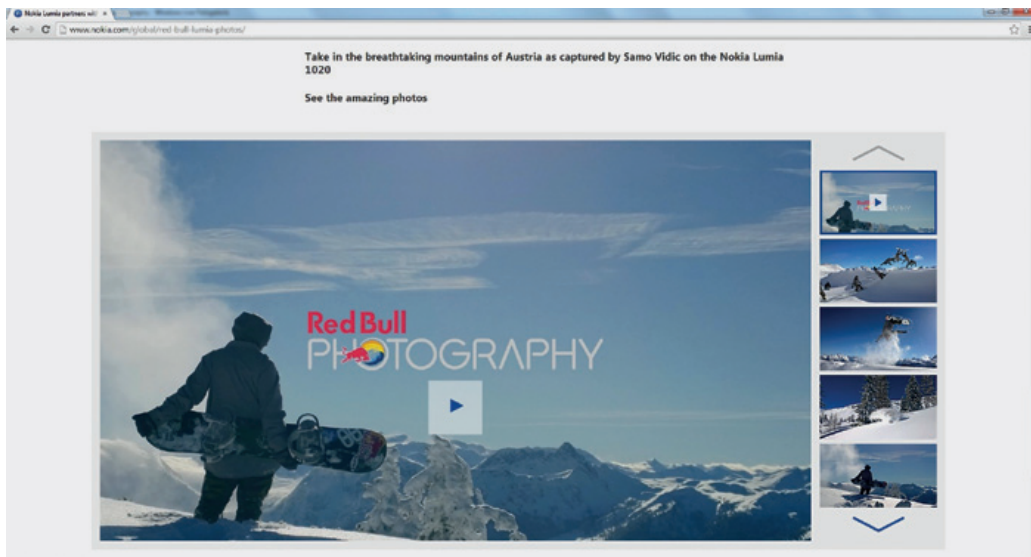 Nokia Lumia partners wit
www.nokia.com/global/red-bull-lumia-photos/
Take in the breathtaking mountains of Austria as captured by Samo Vidic on the Nokia Lumia
1020
See the amazing photos
Red Bull
PHOTOGRAPHY